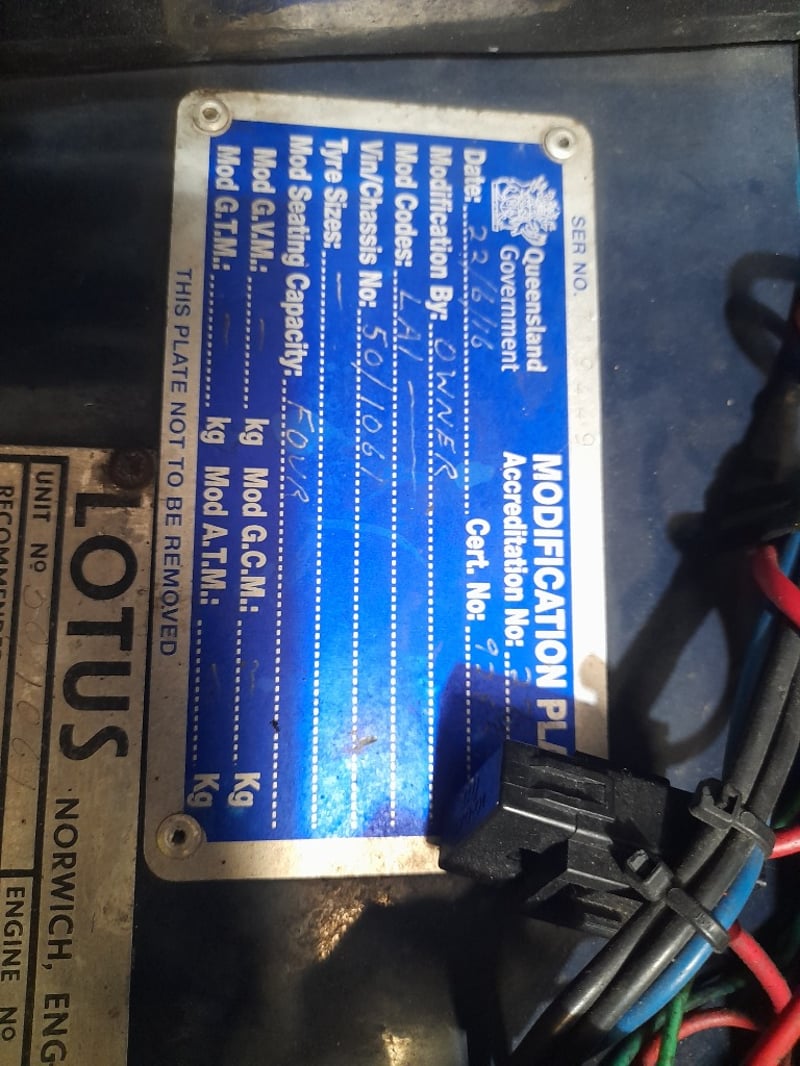 SER NO. 19449
Queensland
Government
MODIFICATION PLA
Accreditation No:
Date: 22/6/16 Cert. No: 9
Modification By: OWNER
Mod Codes: LA1
Vin/Chassis No: 50/1061
Tyre Sizes: —
Mod Seating Capacity: FOUR
Mod G.V.M.: — kg Mod G.C.M.: — Kg
Mod G.T.M.: — kg Mod A.T.M.: — Kg
THIS PLATE NOT TO BE REMOVED
LOTUS NORWICH, ENG
UNIT Nº ENGINE Nº